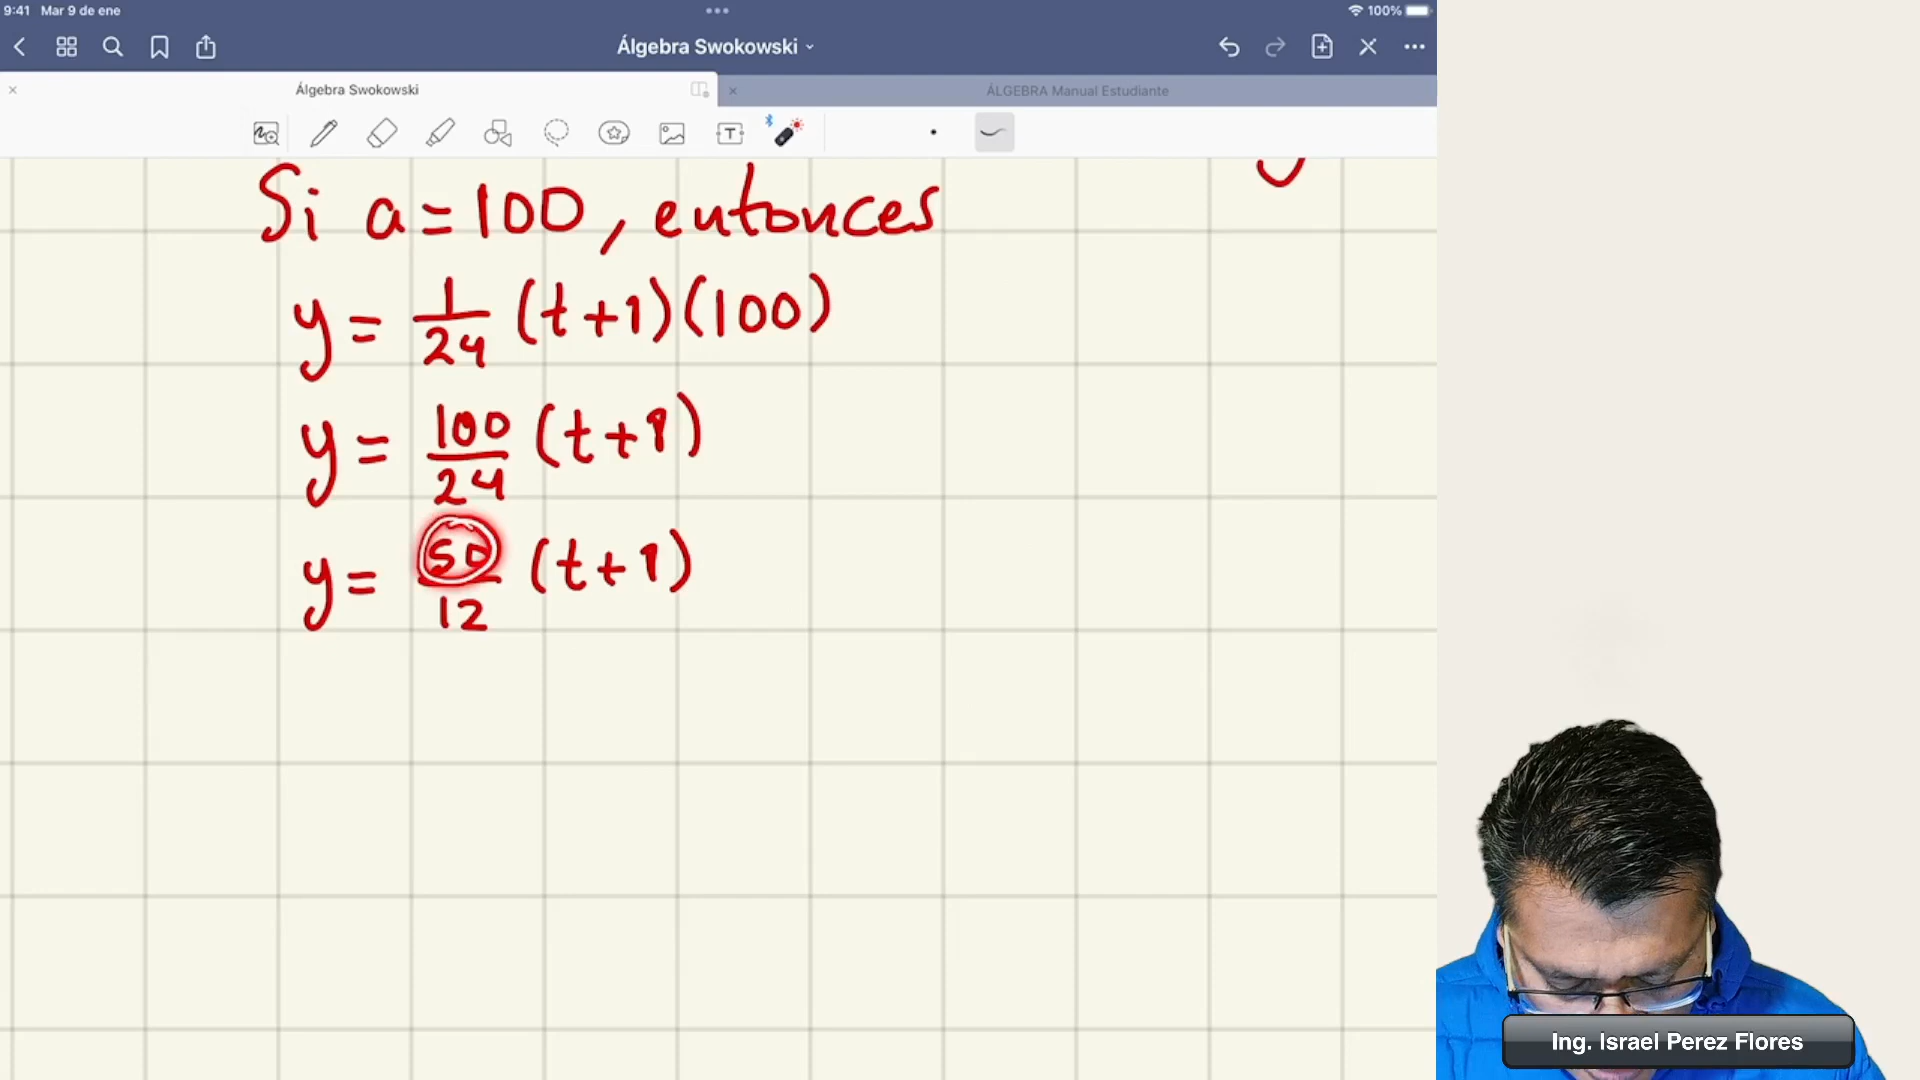 9:41 Mar 9 de ene
100%
Álgebra Swokowski
Álgebra Swokowski
ÁLGEBRA Manual Estudiante
Si a=100, entonces
y = 1/24 (t+1)(100)
y = 100/24 (t+1)
y = 50/12 (t+1)
Ing. Israel Perez Flores